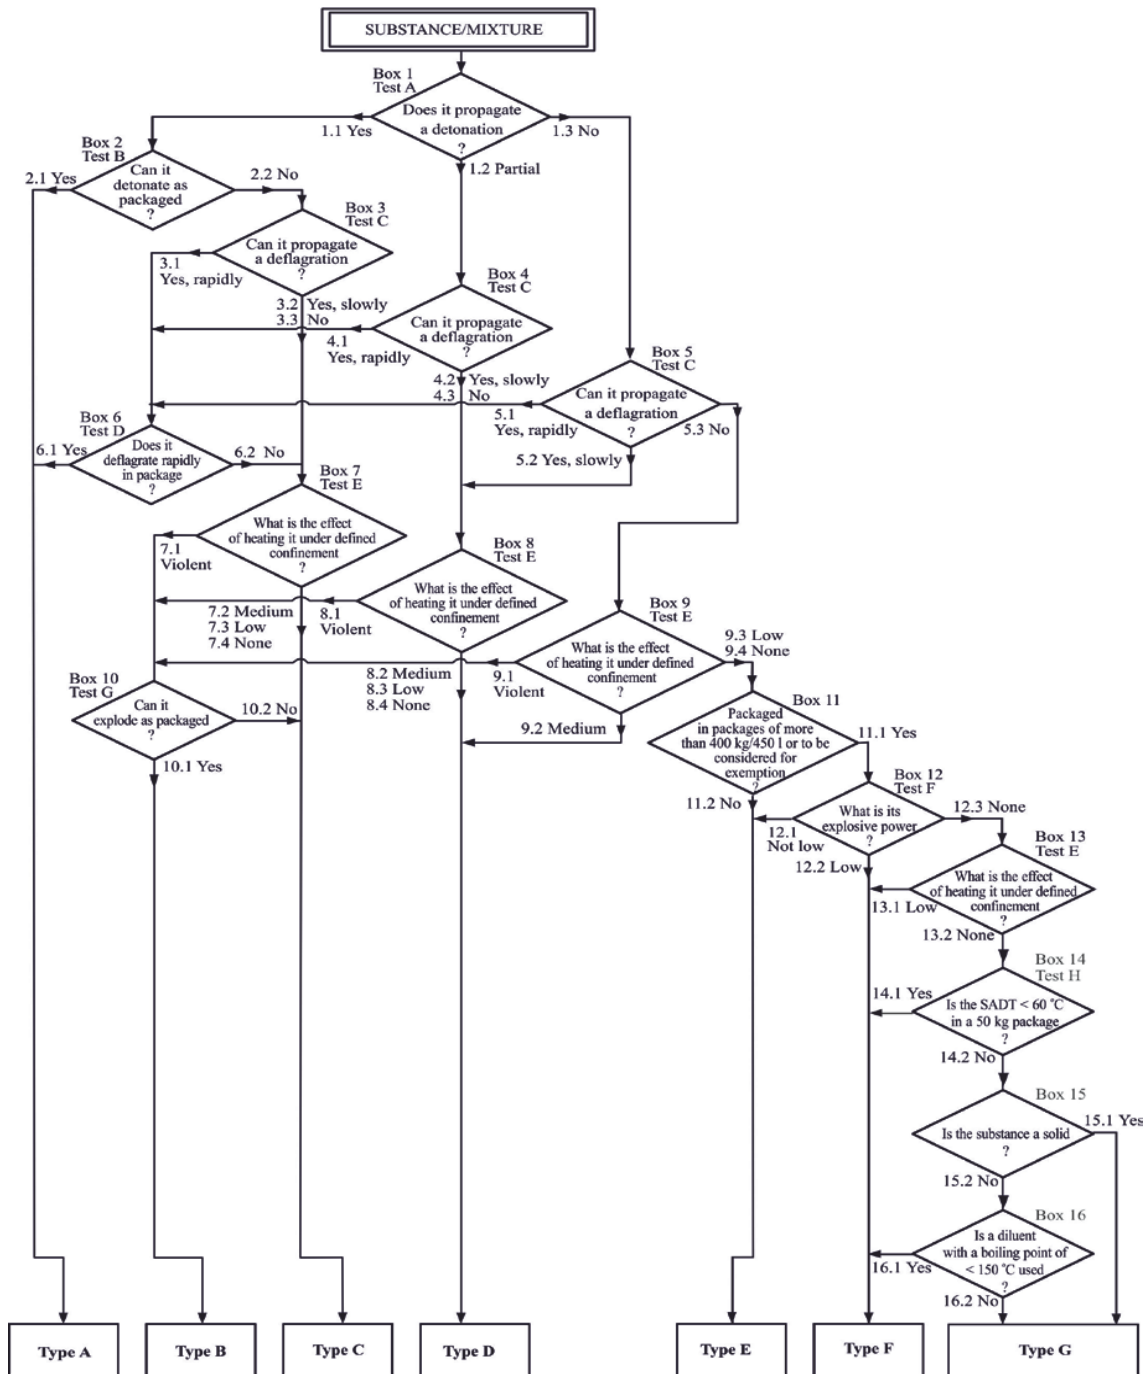 SUBSTANCE/MIXTURE
Box 1
Test A
Does it propagate
a detonation
?
1.1 Yes
1.3 No
1.2 Partial
Box 2
Test B
Can it
detonate as
packaged
?
2.1 Yes
2.2 No
Box 3
Test C
Can it propagate
a deflagration
?
3.1
Yes, rapidly
3.2 Yes, slowly
3.3 No
Box 4
Test C
Can it propagate
a deflagration
?
4.1
Yes, rapidly
4.2 Yes, slowly
4.3 No
Box 5
Test C
Can it propagate
a deflagration
?
5.1
Yes, rapidly
5.3 No
5.2 Yes, slowly
Box 6
Test D
Does it
deflagrate rapidly
in package
?
6.1 Yes
6.2 No
Box 7
Test E
What is the effect
of heating it under defined
confinement
?
7.1
Violent
7.2 Medium
7.3 Low
7.4 None
Box 8
Test E
What is the effect
of heating it under defined
confinement
?
8.1
Violent
8.2 Medium
8.3 Low
8.4 None
Box 9
Test E
What is the effect
of heating it under defined
confinement
?
9.1
Violent
9.2 Medium
9.3 Low
9.4 None
Box 10
Test G
Can it
explode as packaged
?
10.2 No
10.1 Yes
Box 11
Packaged
in packages of more
than 400 kg/450 l or to be
considered for
exemption
?
11.1 Yes
11.2 No
Box 12
Test F
What is its
explosive power
?
12.1
Not low
12.2 Low
12.3 None
Box 13
Test E
What is the effect
of heating it under defined
confinement
?
13.1 Low
13.2 None
Box 14
Test H
Is the SADT < 60 °C
in a 50 kg package
?
14.1 Yes
14.2 No
Box 15
Is the substance a solid
?
15.1 Yes
15.2 No
Box 16
Is a diluent
with a boiling point of
< 150 °C used
?
16.1 Yes
16.2 No
Type A
Type B
Type C
Type D
Type E
Type F
Type G